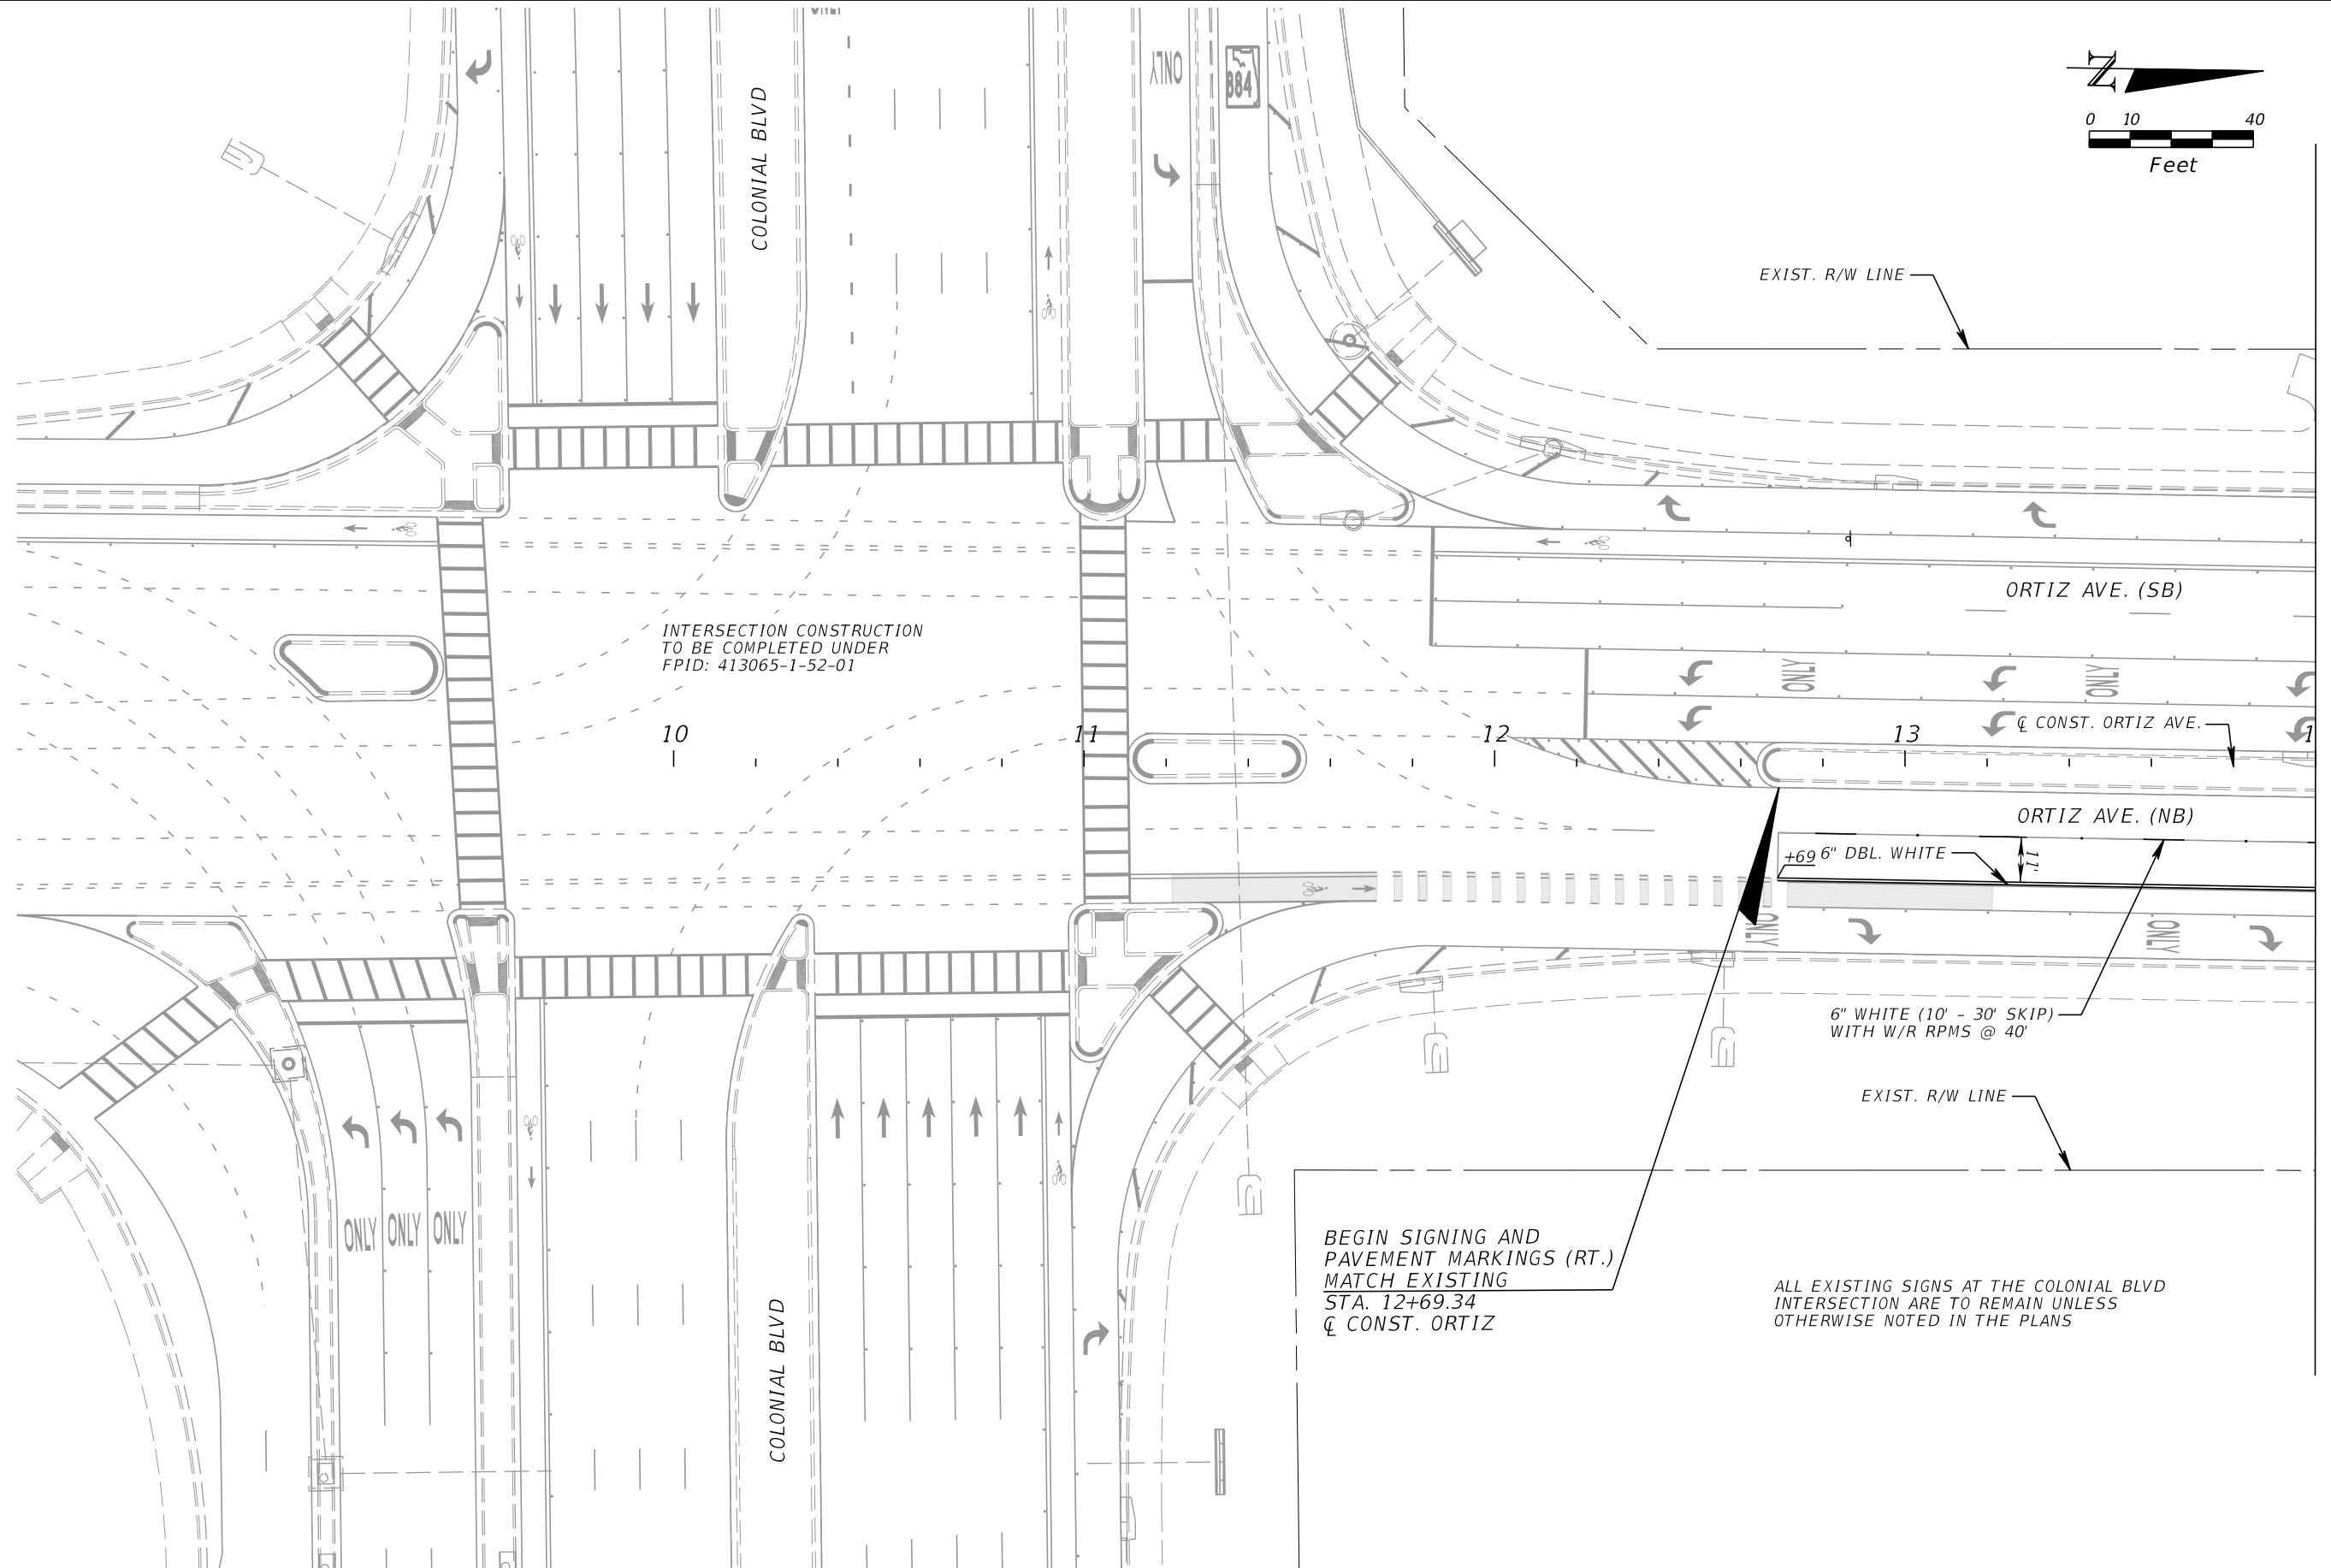 ONLY
ONLY
884
N
0 10 40
Feet
COLONIAL BLVD
EXIST. R/W LINE
ORTIZ AVE. (SB)
INTERSECTION CONSTRUCTION
TO BE COMPLETED UNDER
FPID: 413065-1-52-01
ONLY
ONLY
℄ CONST. ORTIZ AVE.
10
11
12
13
1
ORTIZ AVE. (NB)
+69
6" DBL. WHITE
11'
ONLY
ONLY
6" WHITE (10' - 30' SKIP)
WITH W/R RPMS @ 40'
EXIST. R/W LINE
ONLY
ONLY
ONLY
COLONIAL BLVD
BEGIN SIGNING AND
PAVEMENT MARKINGS (RT.)
MATCH EXISTING
STA. 12+69.34
℄ CONST. ORTIZ
ALL EXISTING SIGNS AT THE COLONIAL BLVD
INTERSECTION ARE TO REMAIN UNLESS
OTHERWISE NOTED IN THE PLANS